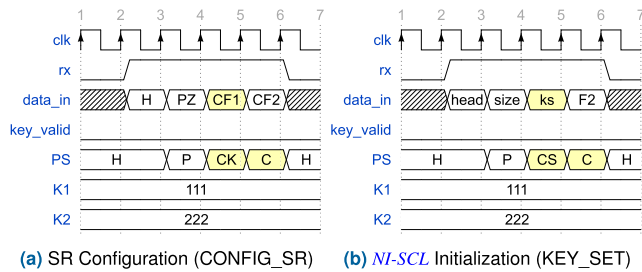 1 2 3 4 5 6 7
clk
rx
data_in H PZ CF1 CF2
key_valid
PS H P CK C H
K1 111
K2 222
(a) SR Configuration (CONFIG_SR)
1 2 3 4 5 6 7
clk
rx
data_in head size ks F2
key_valid
PS H P CS C H
K1 111
K2 222
(b) NI-SCL Initialization (KEY_SET)